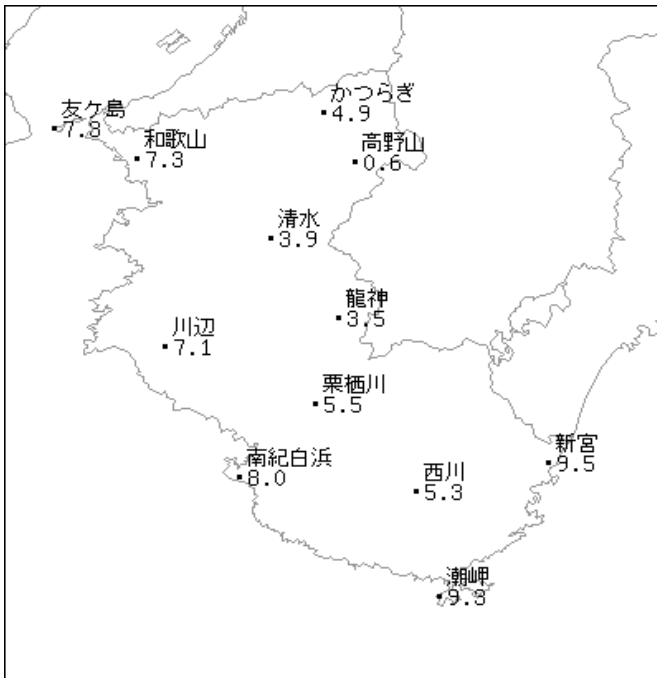 かつらぎ
4.9
友ケ島
7.8
和歌山
7.3
高野山
0.6
清水
3.9
龍神
3.5
川辺
7.1
栗栖川
5.5
新宮
9.5
南紀白浜
8.0
西川
5.3
潮岬
9.3